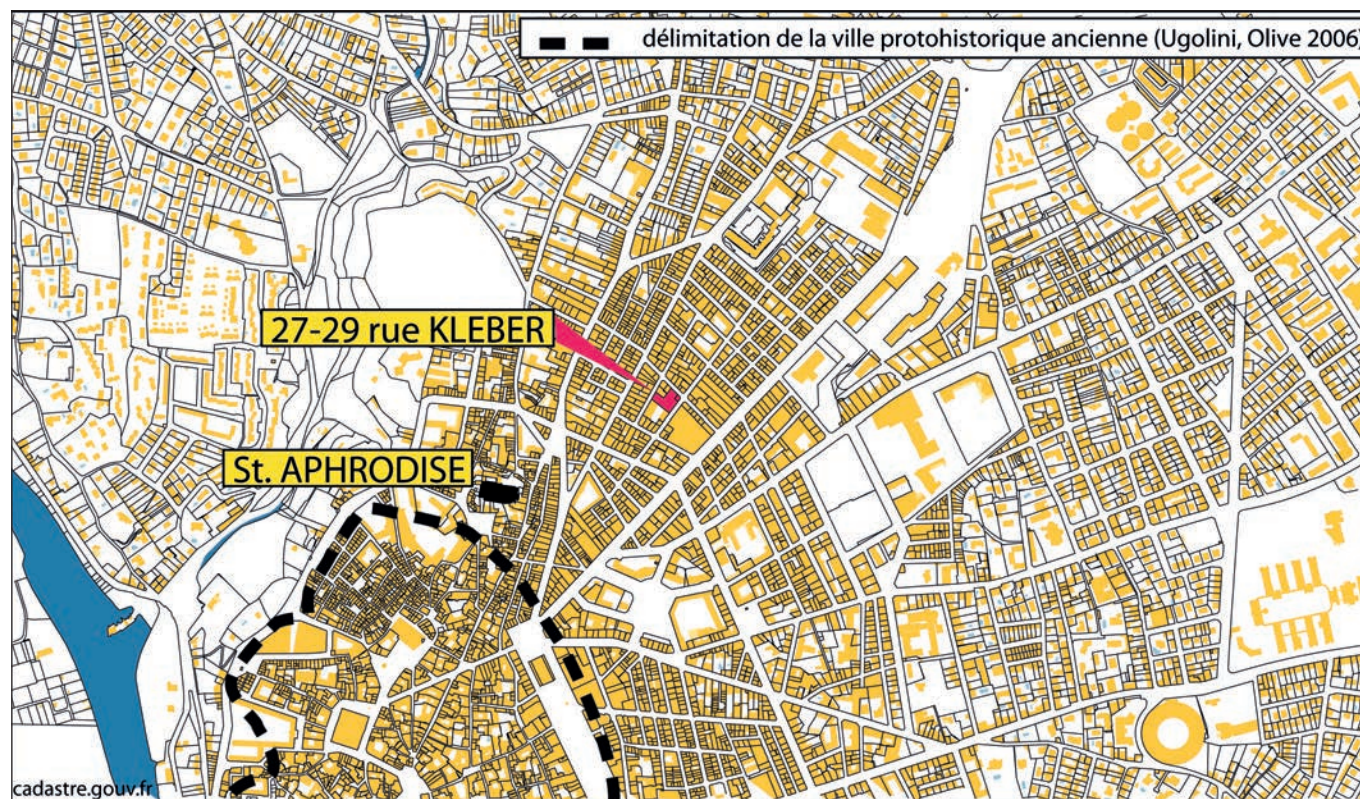 délimitation de la ville protohistorique ancienne (Ugolini, Olive 2006)
27-29 rue KLEBER
St. APHRODISE
cadastre.gouv.fr